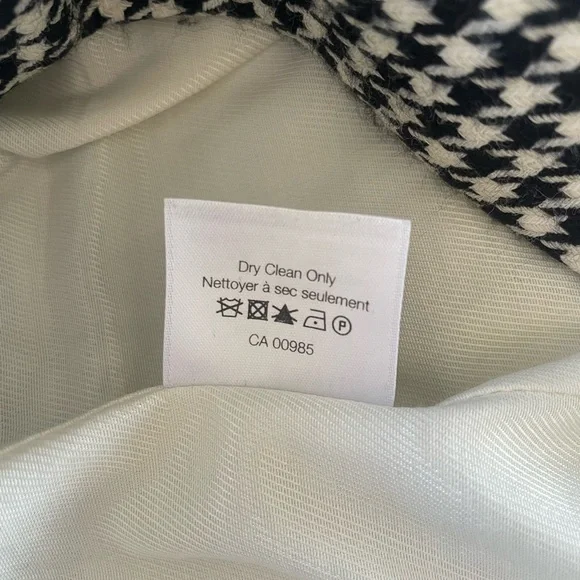 Dry Clean Only
Nettoyer à sec seulement
P
CA 00985